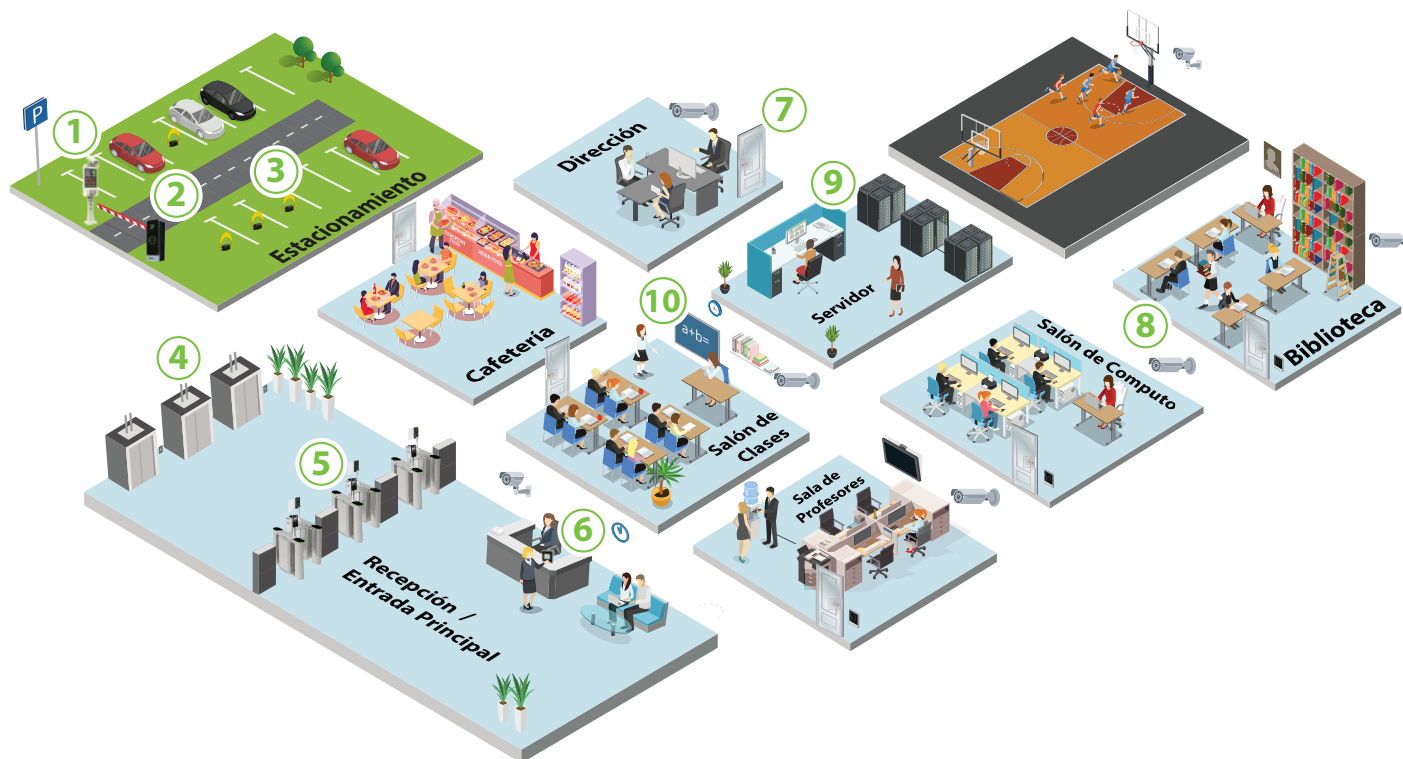 P
1
2
3
Estacionamiento
Dirección
7
9
Servidor
Cafetería
10
a+b=
Salón de
Clases
8
Salón de Computo
Biblioteca
4
5
6
Recepción /
Entrada Principal
Sala de
Profesores